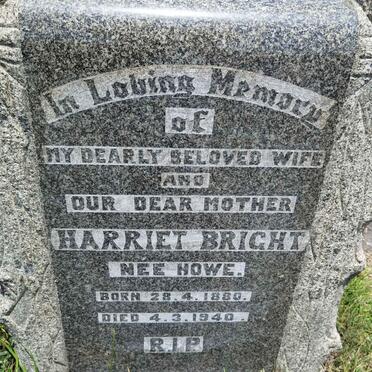 In Loving Memory
of
MY DEARLY BELOVED WIFE
AND
OUR DEAR MOTHER
HARRIET BRIGHT
NEE HOWE.
BORN 28.4.1880.
DIED 4.3.1940.
R.I.P.